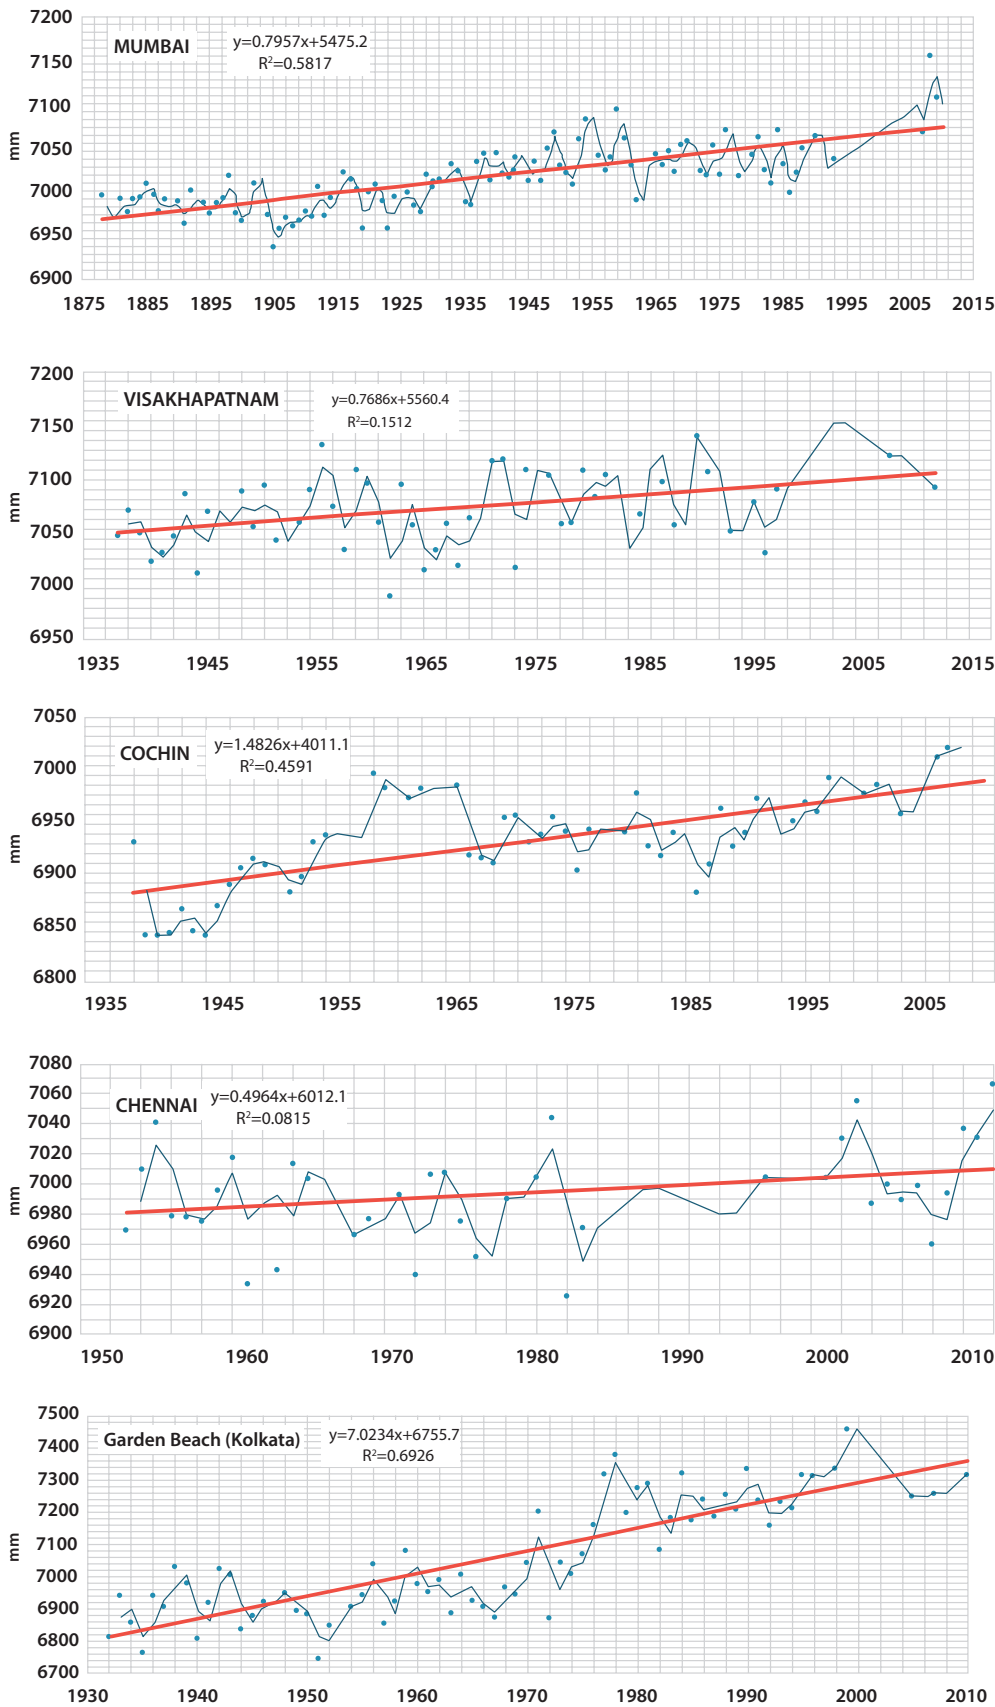 7200
MUMBAI
y=0.7957x+5475.2
R²=0.5817
7150
7100
7050
7000
6950
6900
mm
1875 1885 1895 1905 1915 1925 1935 1945 1955 1965 1975 1985 1995 2005 2015
7200
VISAKHAPATNAM
y=0.7686x+5560.4
R²=0.1512
7150
7100
7050
7000
6950
mm
1935 1945 1955 1965 1975 1985 1995 2005 2015
7050
COCHIN
y=1.4826x+4011.1
R²=0.4591
7000
6950
6900
6850
6800
mm
1935 1945 1955 1965 1975 1985 1995 2005
7080
7060
CHENNAI
y=0.4964x+6012.1
R²=0.0815
7040
7020
7000
6980
6960
6940
6920
6900
mm
1950 1960 1970 1980 1990 2000 2010
7500
Garden Beach (Kolkata)
y=7.0234x+6755.7
R²=0.6926
7400
7300
7200
7100
7000
6900
6800
6700
mm
1930 1940 1950 1960 1970 1980 1990 2000 2010